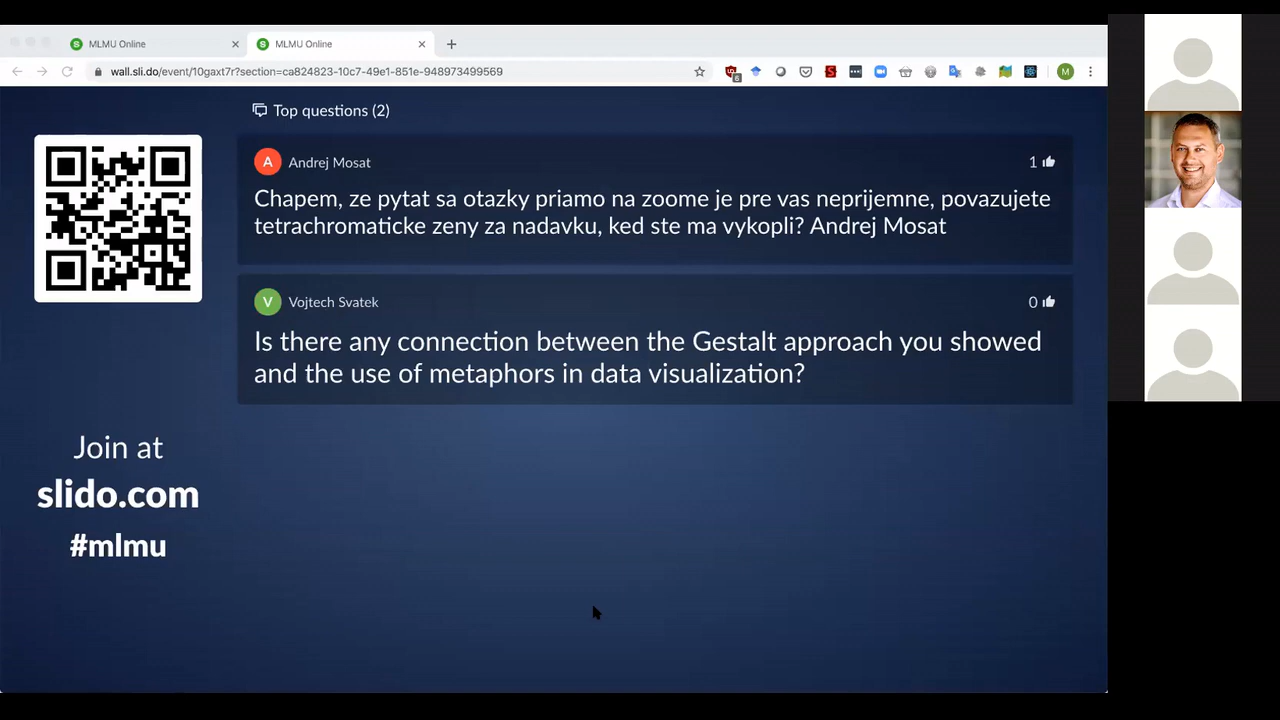 MLMU Online
MLMU Online
wall.sli.do/event/10gaxt7r?section=ca824823-10c7-49e1-851e-948973499569
M
Top questions (2)
A Andrej Mosat 1
Chapem, ze pytat sa otazky priamo na zoome je pre vas neprijemne, povazujete
tetrachromaticke zeny za nadavku, ked ste ma vykopli? Andrej Mosat
V Vojtech Svatek 0
Is there any connection between the Gestalt approach you showed
and the use of metaphors in data visualization?
Join at
slido.com
#mlmu